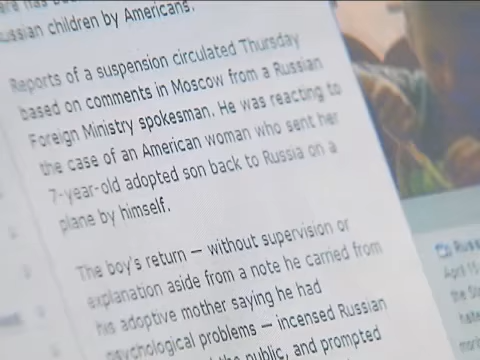 ussian children by Americans.
Reports of a suspension circulated Thursday
based on comments in Moscow from a Russian
Foreign Ministry spokesman. He was reacting to
the case of an American woman who sent her
7-year-old adopted son back to Russia on a
plane by himself.
The boy's return — without supervision or
explanation aside from a note he carried from
his adoptive mother saying he had
psychological problems — incensed Russian
the public, and prompted
April 15